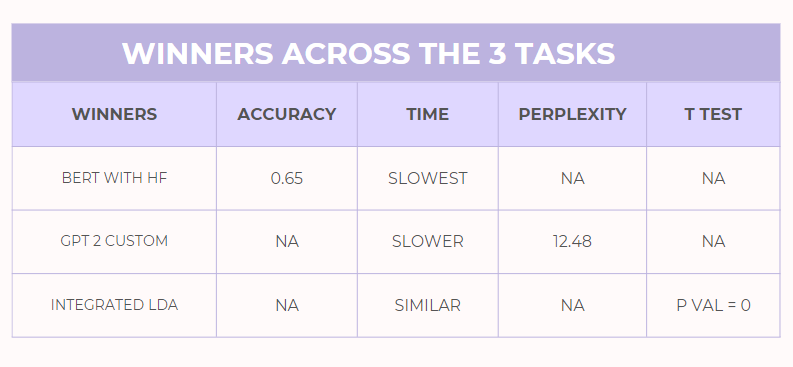 WINNERS ACROSS THE 3 TASKS
WINNERS ACCURACY TIME PERPLEXITY T TEST
BERT WITH HF 0.65 SLOWEST NA NA
GPT 2 CUSTOM NA SLOWER 12.48 NA
INTEGRATED LDA NA SIMILAR NA P VAL = 0